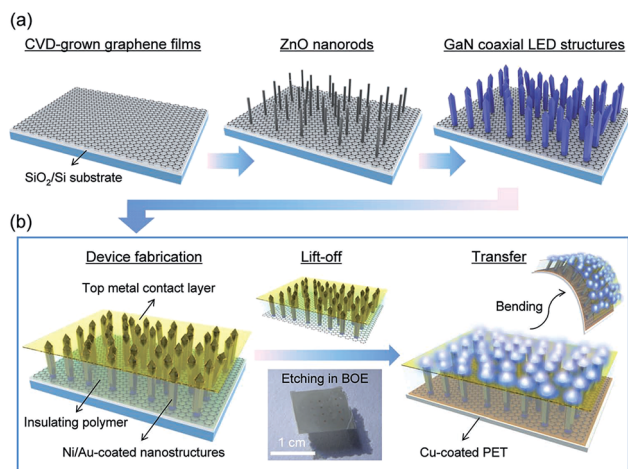 (a)
CVD-grown graphene films
ZnO nanorods
GaN coaxial LED structures
SiO₂/Si substrate
(b)
Device fabrication
Lift-off
Transfer
Top metal contact layer
Bending
Etching in BOE
1 cm
Insulating polymer
Ni/Au-coated nanostructures
Cu-coated PET